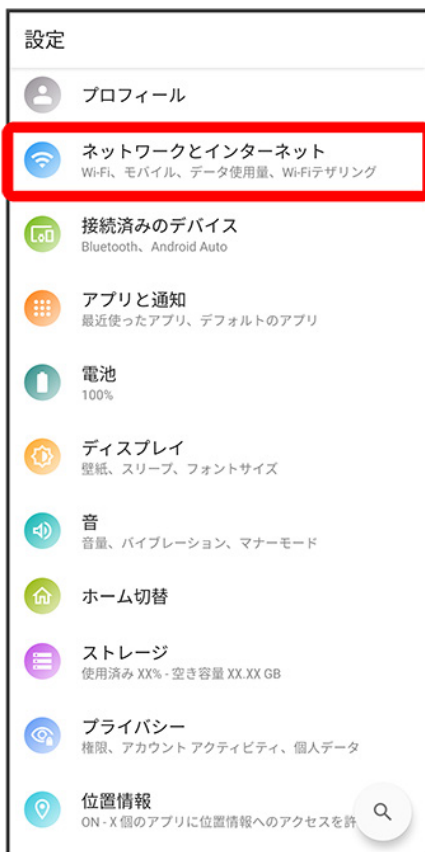 設定
プロフィール
ネットワークとインターネット
Wi-Fi、モバイル、データ使用量、Wi-Fiテザリング
接続済みのデバイス
Bluetooth、Android Auto
アプリと通知
最近使ったアプリ、デフォルトのアプリ
電池
100%
ディスプレイ
壁紙、スリープ、フォントサイズ
音
音量、バイブレーション、マナーモード
ホーム切替
ストレージ
使用済み XX% - 空き容量 XX.XX GB
プライバシー
権限、アカウント アクティビティ、個人データ
位置情報
ON - X 個のアプリに位置情報へのアクセスを許